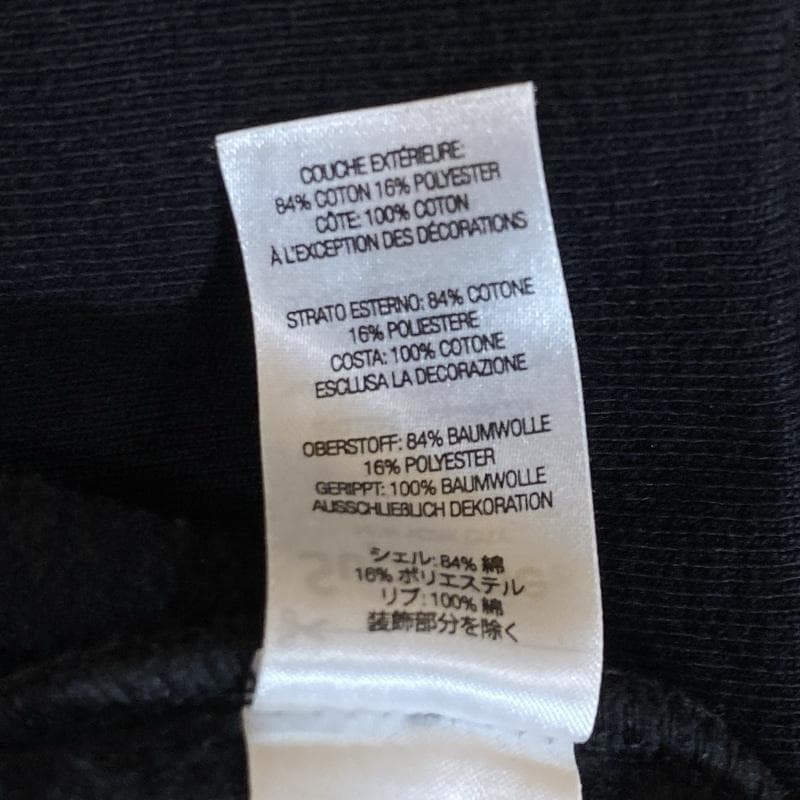 COUCHE EXTÉRIEURE:
84% COTON 16% POLYESTER
CÔTE: 100% COTON
À L'EXCEPTION DES DÉCORATIONS
STRATO ESTERNO: 84% COTONE
16% POLIESTERE
COSTA: 100% COTONE
ESCLUSA LA DECORAZIONE
OBERSTOFF: 84% BAUMWOLLE
16% POLYESTER
GERIPPT: 100% BAUMWOLLE
AUSSCHLIEßLICH DEKORATION
シェル: 84% 綿
16% ポリエステル
リブ: 100% 綿
装飾部分を除く